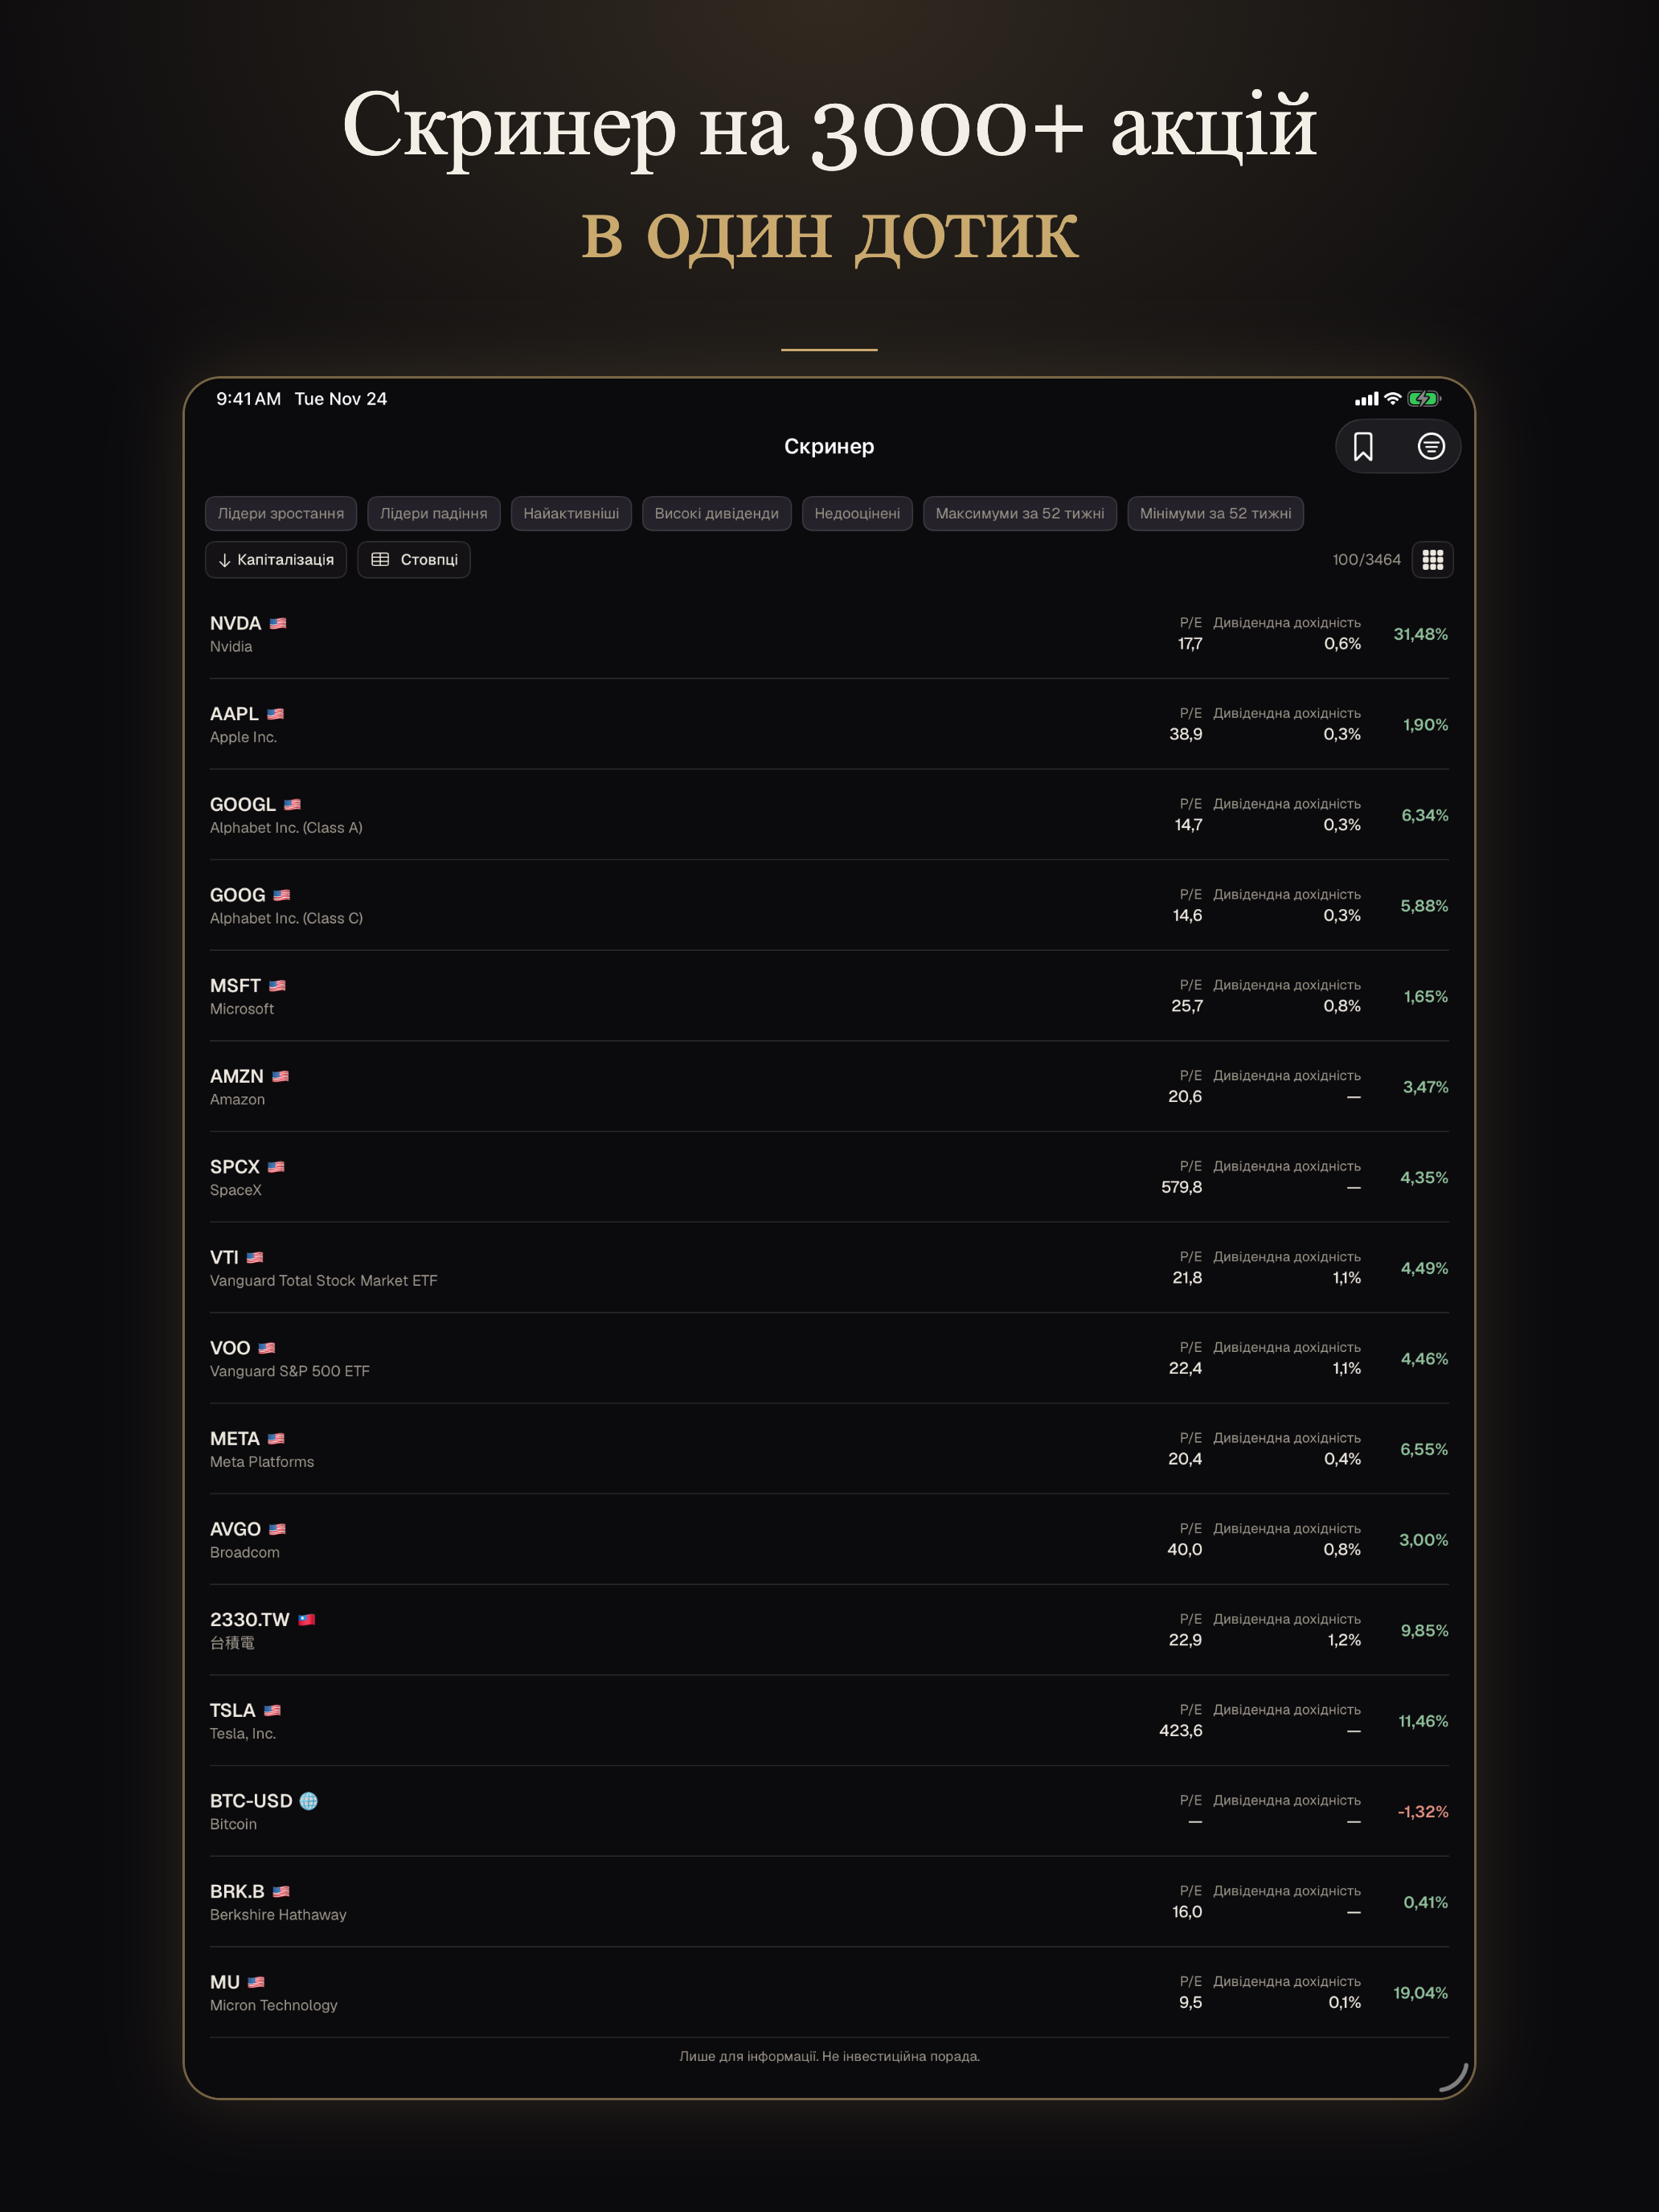 Скринер на 3000+ акцій
в один дотик
9:41 AM Tue Nov 24
Скринер
Лідери зростання Лідери падіння Найактивніші Високі дивіденди Недооцінені Максимуми за 52 тижні Мінімуми за 52 тижні
↓ Капіталізація Стовпці 100/3464
NVDA P/E Дивідендна дохідність 31,48%
Nvidia 17,7 0,6%
AAPL P/E Дивідендна дохідність 1,90%
Apple Inc. 38,9 0,3%
GOOGL P/E Дивідендна дохідність 6,34%
Alphabet Inc. (Class A) 14,7 0,3%
GOOG P/E Дивідендна дохідність 5,88%
Alphabet Inc. (Class C) 14,6 0,3%
MSFT P/E Дивідендна дохідність 1,65%
Microsoft 25,7 0,8%
AMZN P/E Дивідендна дохідність 3,47%
Amazon 20,6 —
SPCX P/E Дивідендна дохідність 4,35%
SpaceX 579,8 —
VTI P/E Дивідендна дохідність 4,49%
Vanguard Total Stock Market ETF 21,8 1,1%
VOO P/E Дивідендна дохідність 4,46%
Vanguard S&P 500 ETF 22,4 1,1%
META P/E Дивідендна дохідність 6,55%
Meta Platforms 20,4 0,4%
AVGO P/E Дивідендна дохідність 3,00%
Broadcom 40,0 0,8%
2330.TW P/E Дивідендна дохідність 9,85%
台積電 22,9 1,2%
TSLA P/E Дивідендна дохідність 11,46%
Tesla, Inc. 423,6 —
BTC-USD P/E Дивідендна дохідність -1,32%
Bitcoin — —
BRK.B P/E Дивідендна дохідність 0,41%
Berkshire Hathaway 16,0 —
MU P/E Дивідендна дохідність 19,04%
Micron Technology 9,5 0,1%
Лише для інформації. Не інвестиційна порада.